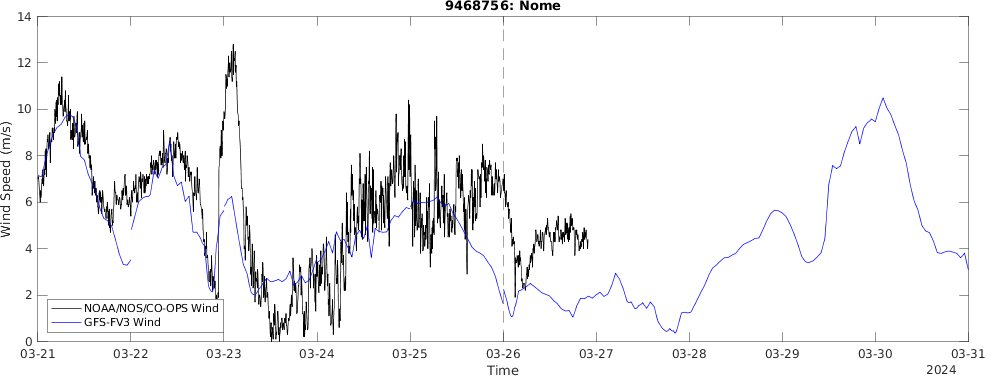 9468756: Nome
14
12
10
8
6
4
2
0
Wind Speed (m/s)
NOAA/NOS/CO-OPS Wind
GFS-FV3 Wind
03-21 03-22 03-23 03-24 03-25 03-26 03-27 03-28 03-29 03-30 03-31
Time
2024